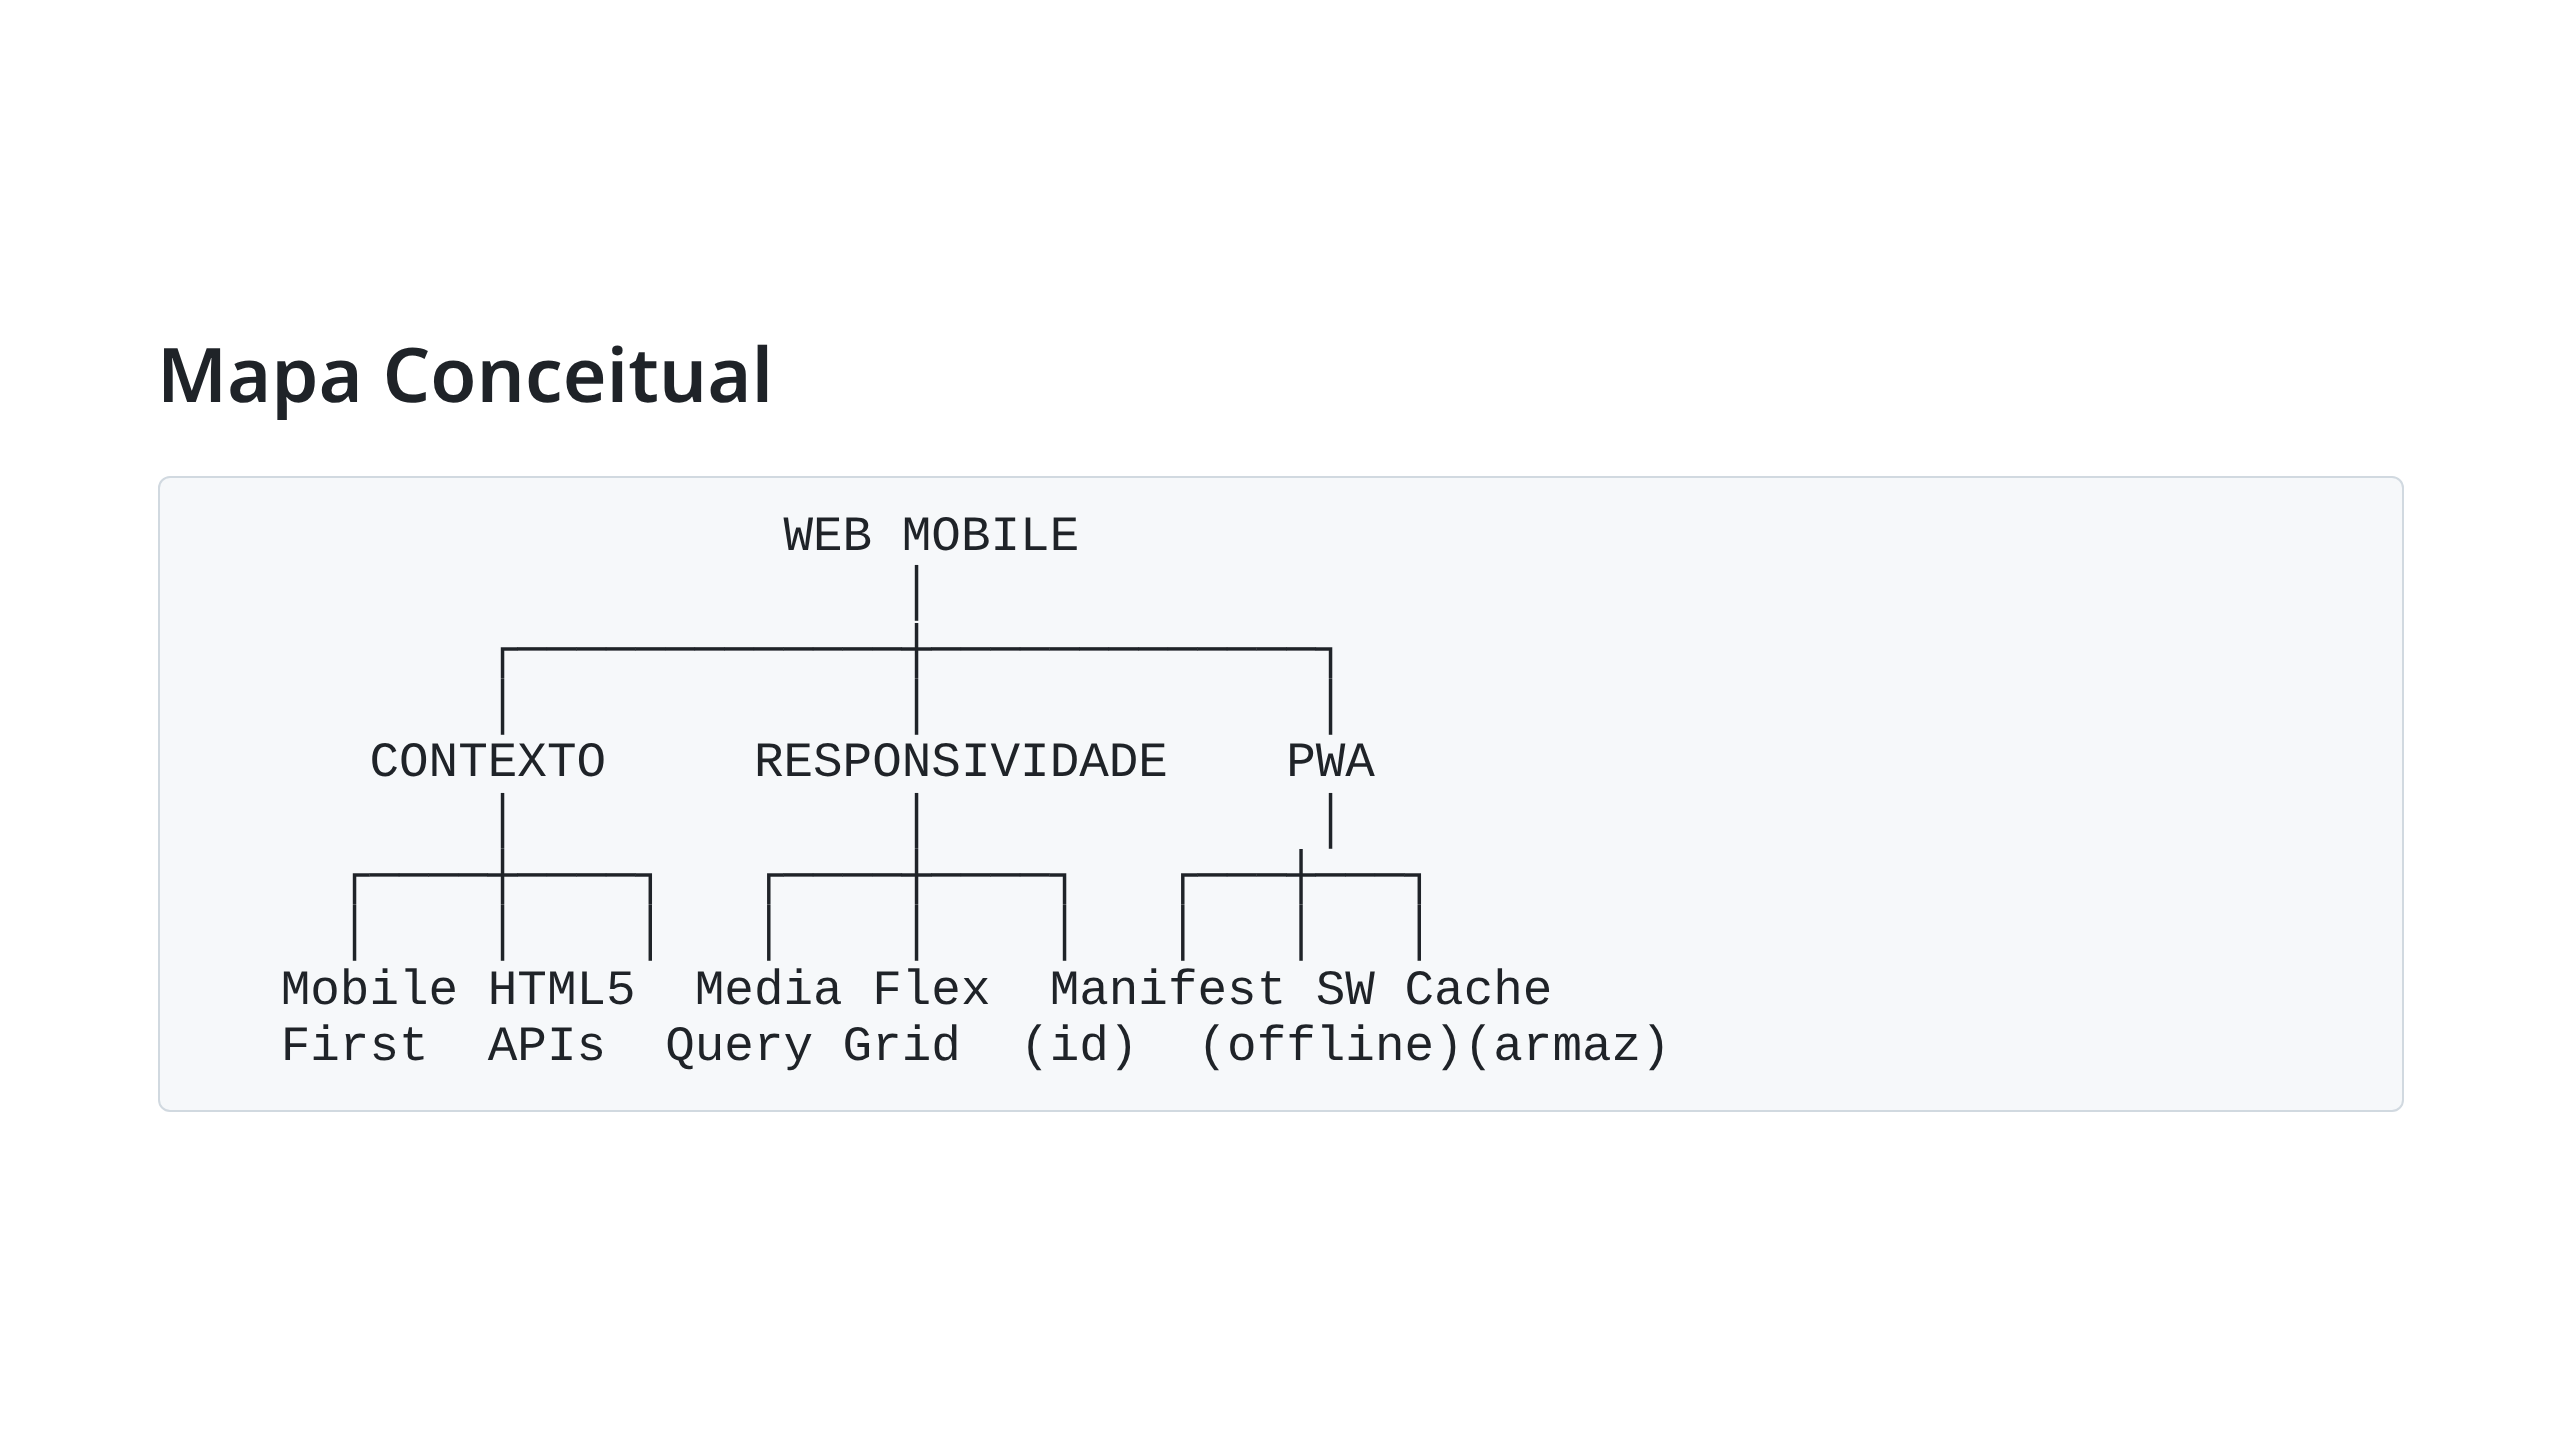 Mapa Conceitual
WEB MOBILE
CONTEXTO RESPONSIVIDADE PWA
Mobile HTML5 Media Flex Manifest SW Cache
First APIs Query Grid (id) (offline)(armaz)